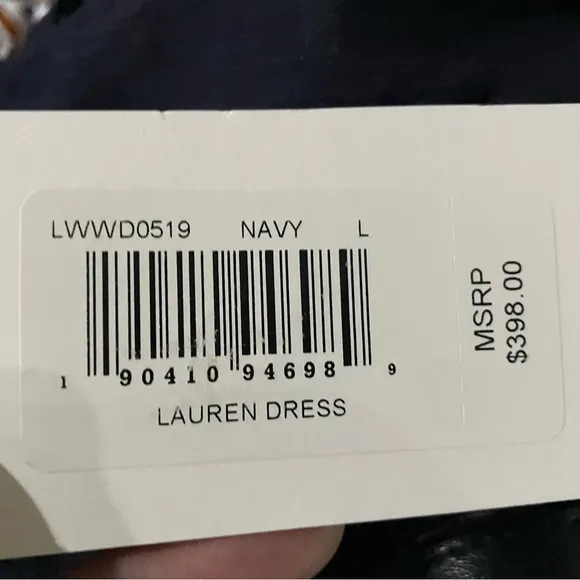 LWWD0519 NAVY L
1 90410 94698 9
LAUREN DRESS
MSRP
$398.00